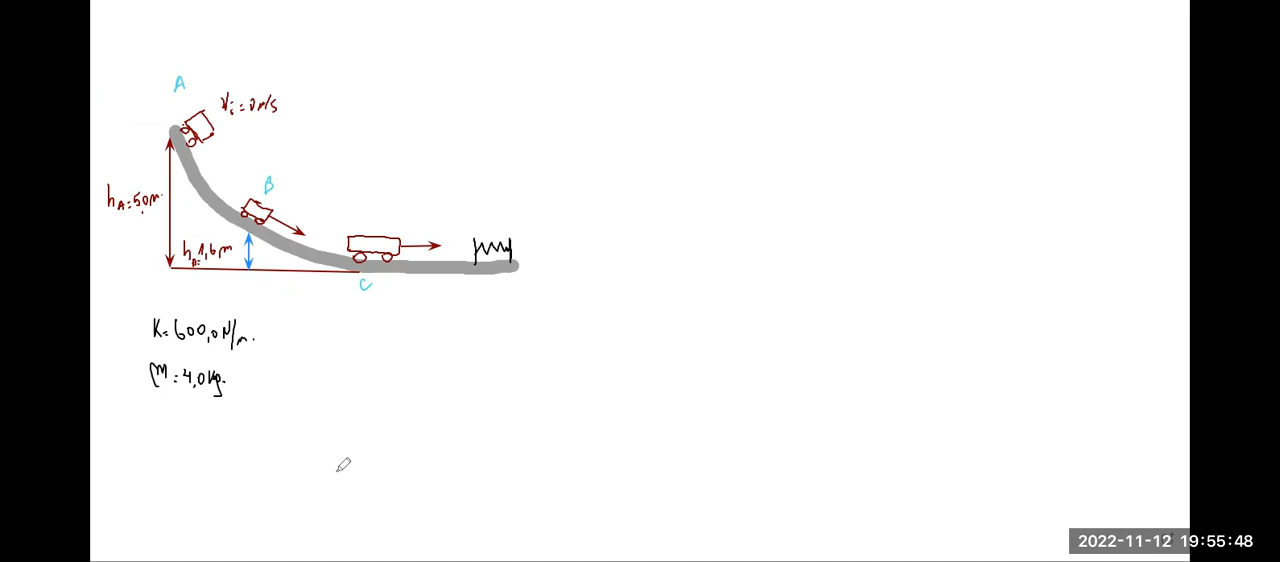 A
Vi = 0 m/s
hA = 5,0 m.
B
hB = 1,6 m
C
K = 600,0 N/m.
m = 4,0 kg.
2022-11-12 19:55:48